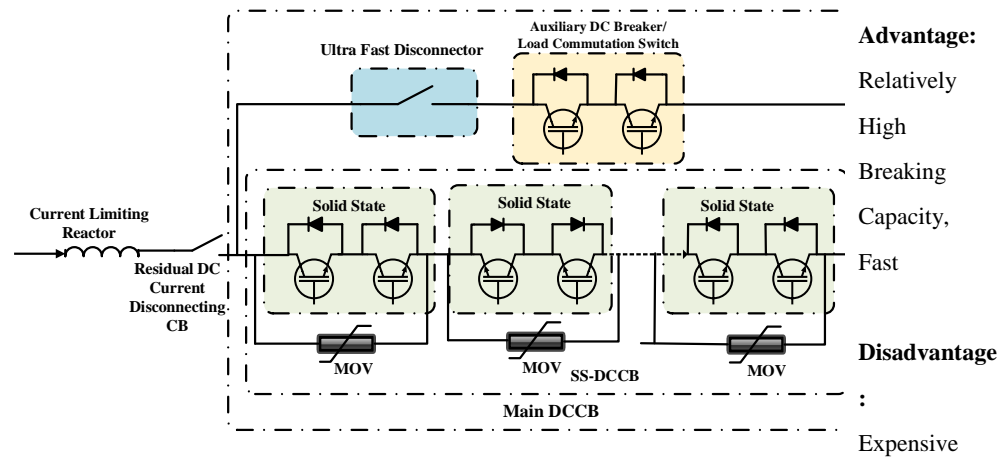 Auxiliary DC Breaker/
Load Commutation Switch
Ultra Fast Disconnector
Solid State
Solid State
Solid State
Current Limiting
Reactor
Residual DC
Current
Disconnecting
CB
MOV
MOV
MOV
SS-DCCB
Main DCCB
Advantage:
Relatively
High
Breaking
Capacity,
Fast
Disadvantage
:
Expensive